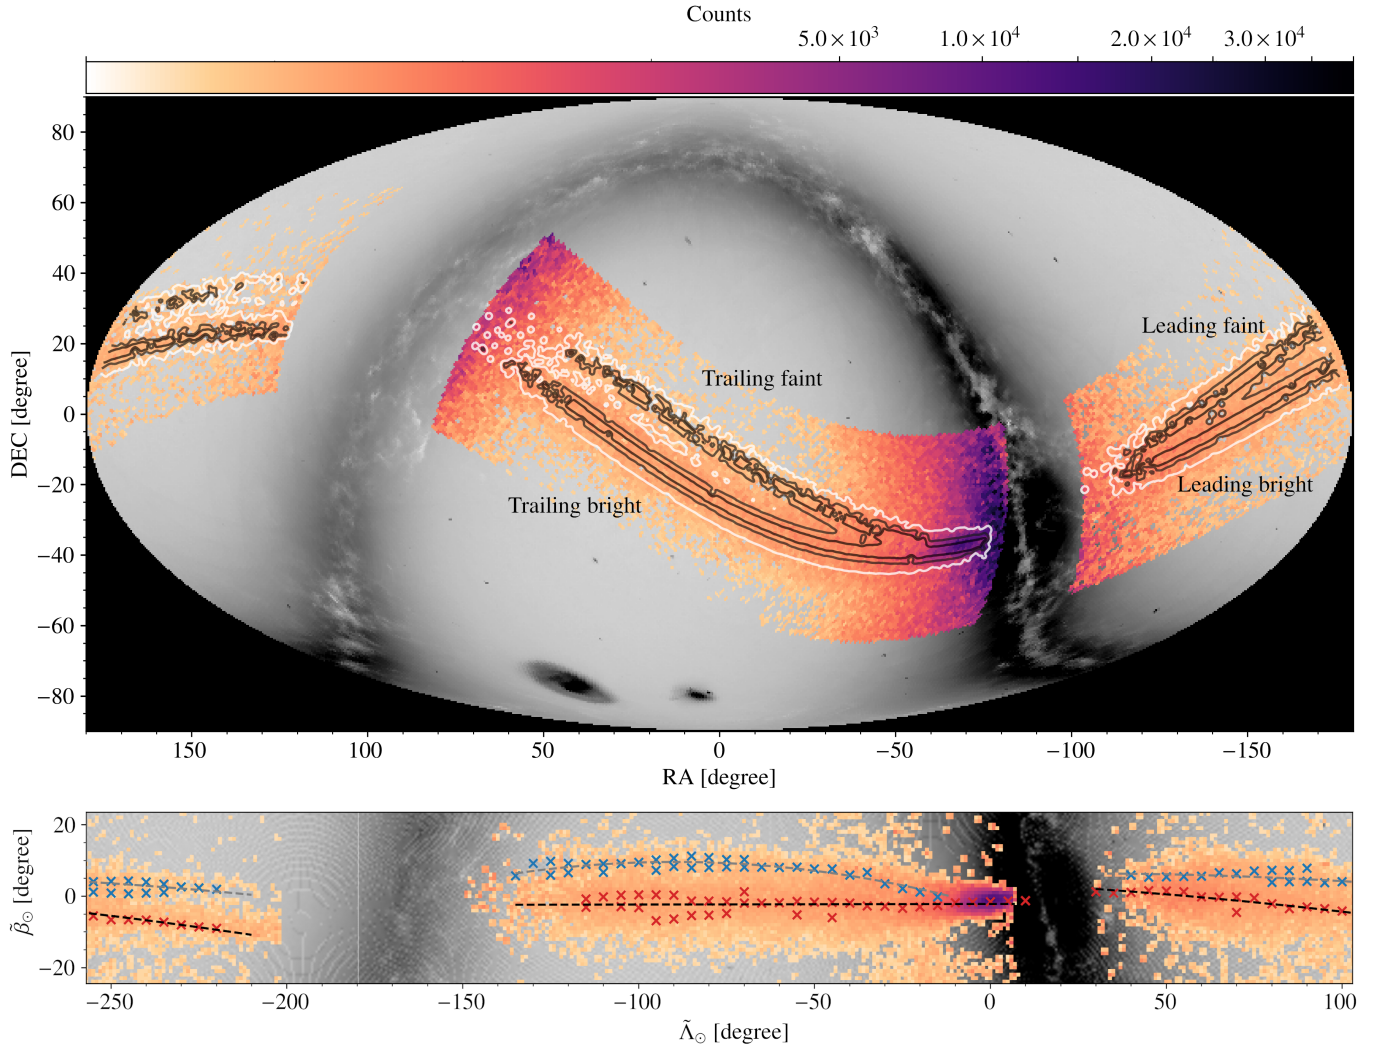 Counts
5.0×10³ 1.0×10⁴ 2.0×10⁴ 3.0×10⁴
80
60
40
20
0
−20
−40
−60
−80
DEC [degree]
Leading faint
Trailing faint
Trailing bright
Leading bright
150 100 50 0 −50 −100 −150
RA [degree]
20
0
−20
β̃⊙ [degree]
−250 −200 −150 −100 −50 0 50 100
Λ̃⊙ [degree]